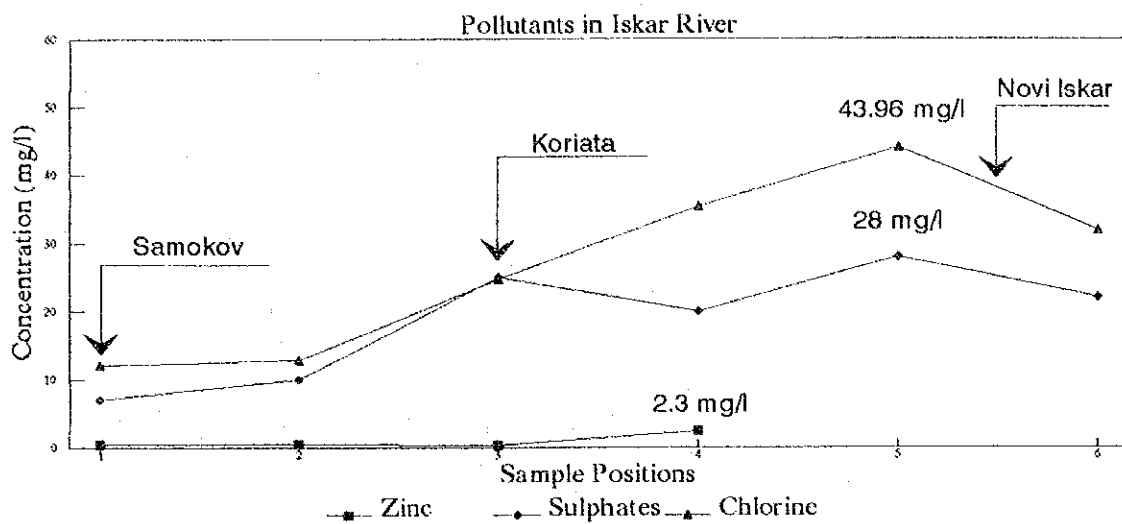 Pollutants in Iskar River
60
50
40
30
20
10
0
Concentration (mg/l)
Samokov
Koriata
43.96 mg/l
Novi Iskar
28 mg/l
2.3 mg/l
1 2 3 4 5 6
Sample Positions
Zinc Sulphates Chlorine